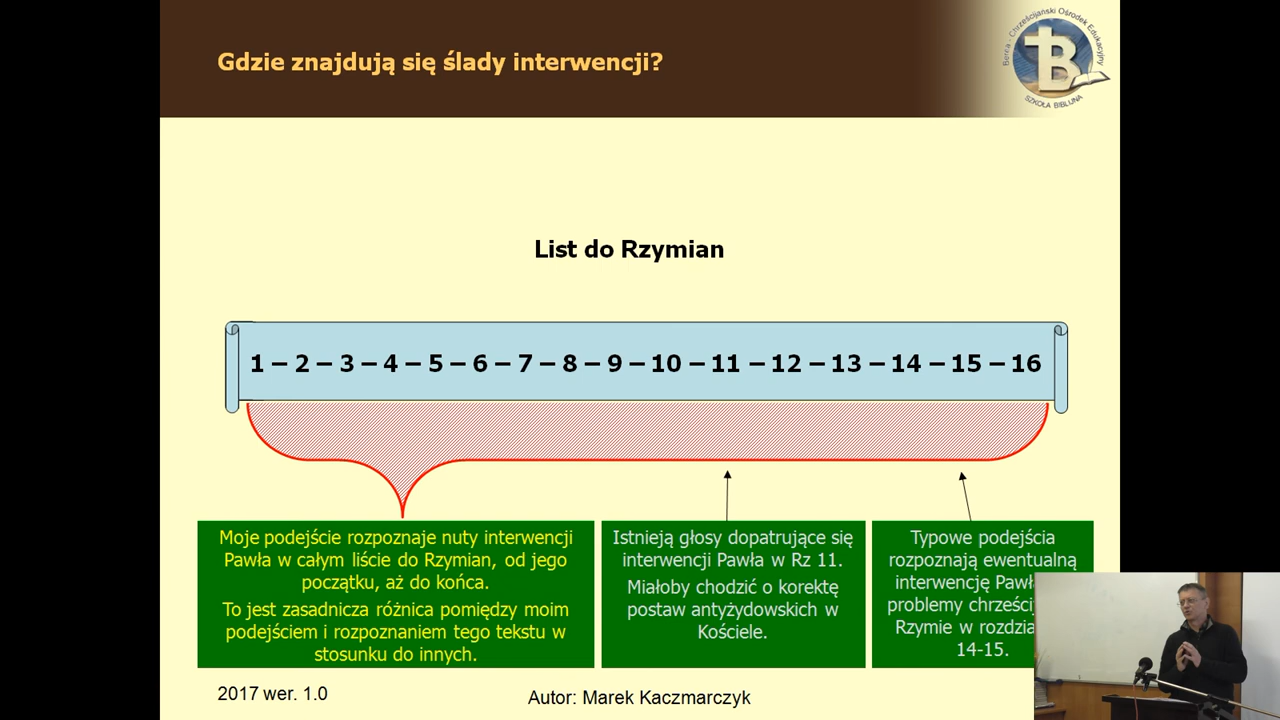 Gdzie znajdują się ślady interwencji?
Berea - Chrześcijański Ośrodek Edukacyjny
SZKOŁA BIBLIJNA
List do Rzymian
1 – 2 – 3 – 4 – 5 – 6 – 7 – 8 – 9 – 10 – 11 – 12 – 13 – 14 – 15 – 16
Moje podejście rozpoznaje nuty interwencji
Pawła w całym liście do Rzymian, od jego
początku, aż do końca.
To jest zasadnicza różnica pomiędzy moim
podejściem i rozpoznaniem tego tekstu w
stosunku do innych.
Istnieją głosy dopatrujące się
interwencji Pawła w Rz 11.
Miałoby chodzić o korektę
postaw antyżydowskich w
Kościele.
Typowe podejścia
rozpoznają ewentualną
interwencję Pawł
problemy chrześcij
Rzymie w rozdzia
14-15.
2017 wer. 1.0
Autor: Marek Kaczmarczyk